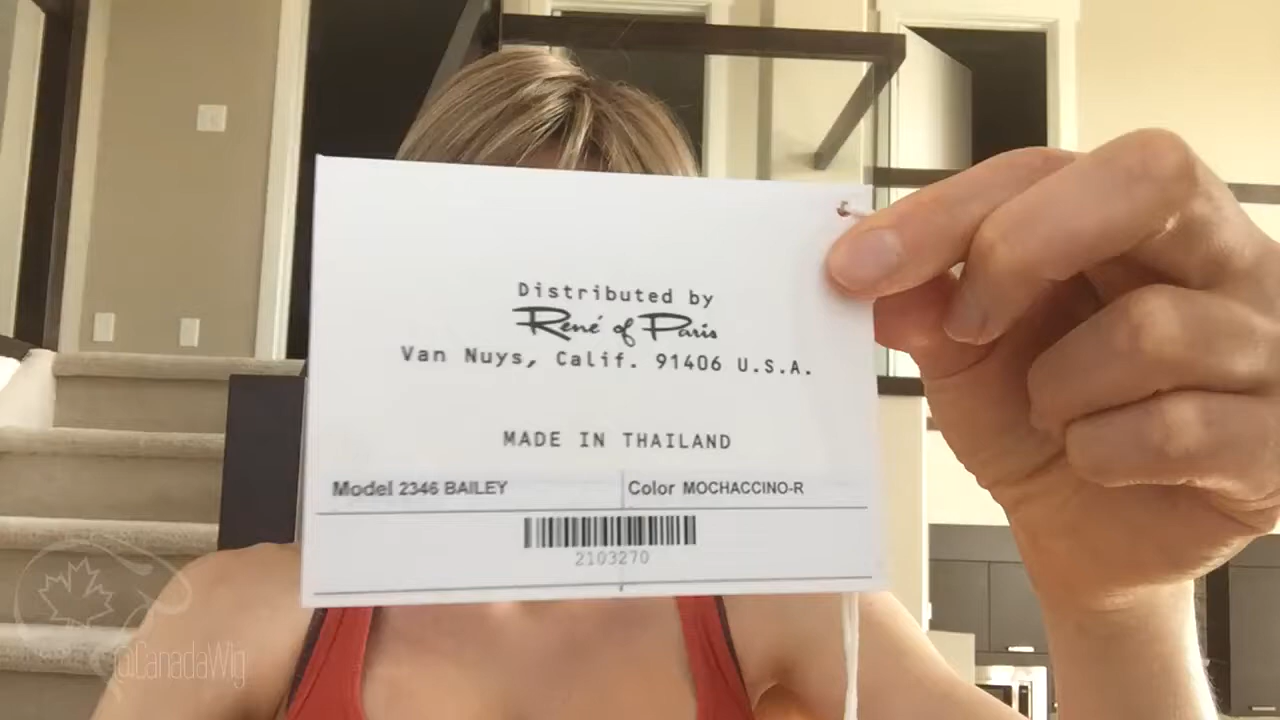 Distributed by
René of Paris
Van Nuys, Calif. 91406 U.S.A.
MADE IN THAILAND
Model 2346 BAILEY
Color MOCHACCINO-R
2103270
@CanadaWig